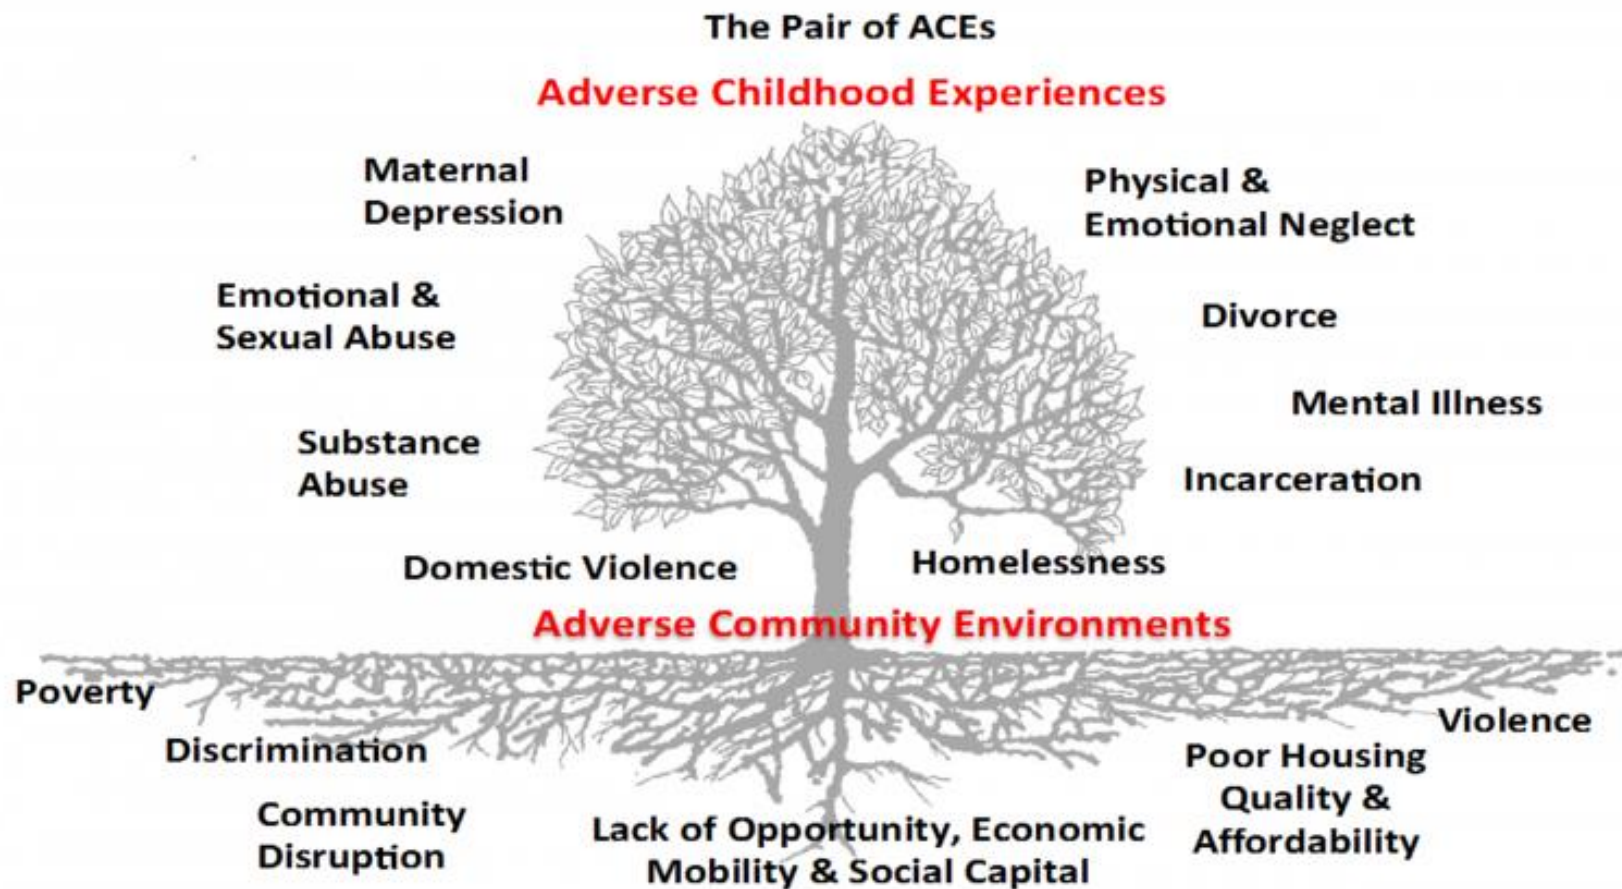 The Pair of ACEs
Adverse Childhood Experiences
Maternal
Depression
Physical &
Emotional Neglect
Emotional &
Sexual Abuse
Divorce
Mental Illness
Substance
Abuse
Incarceration
Domestic Violence
Homelessness
Adverse Community Environments
Poverty
Violence
Discrimination
Poor Housing
Quality &
Affordability
Community
Disruption
Lack of Opportunity, Economic
Mobility & Social Capital